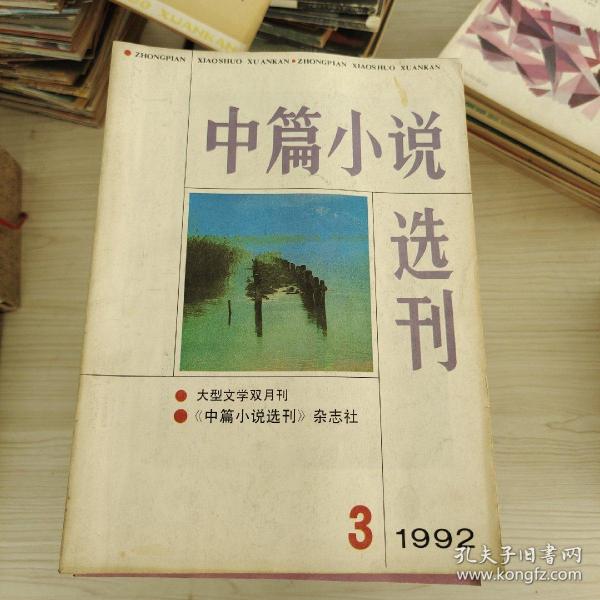 ZHONGPIAN XIAOSHUO XUANKAN • ZHONGPIAN XIAOSHUO XUANKAN
中篇小说
选刊
大型文学双月刊
《中篇小说选刊》杂志社
3 1992
XUANKAN
孔夫子旧书网
www.kongfz.com